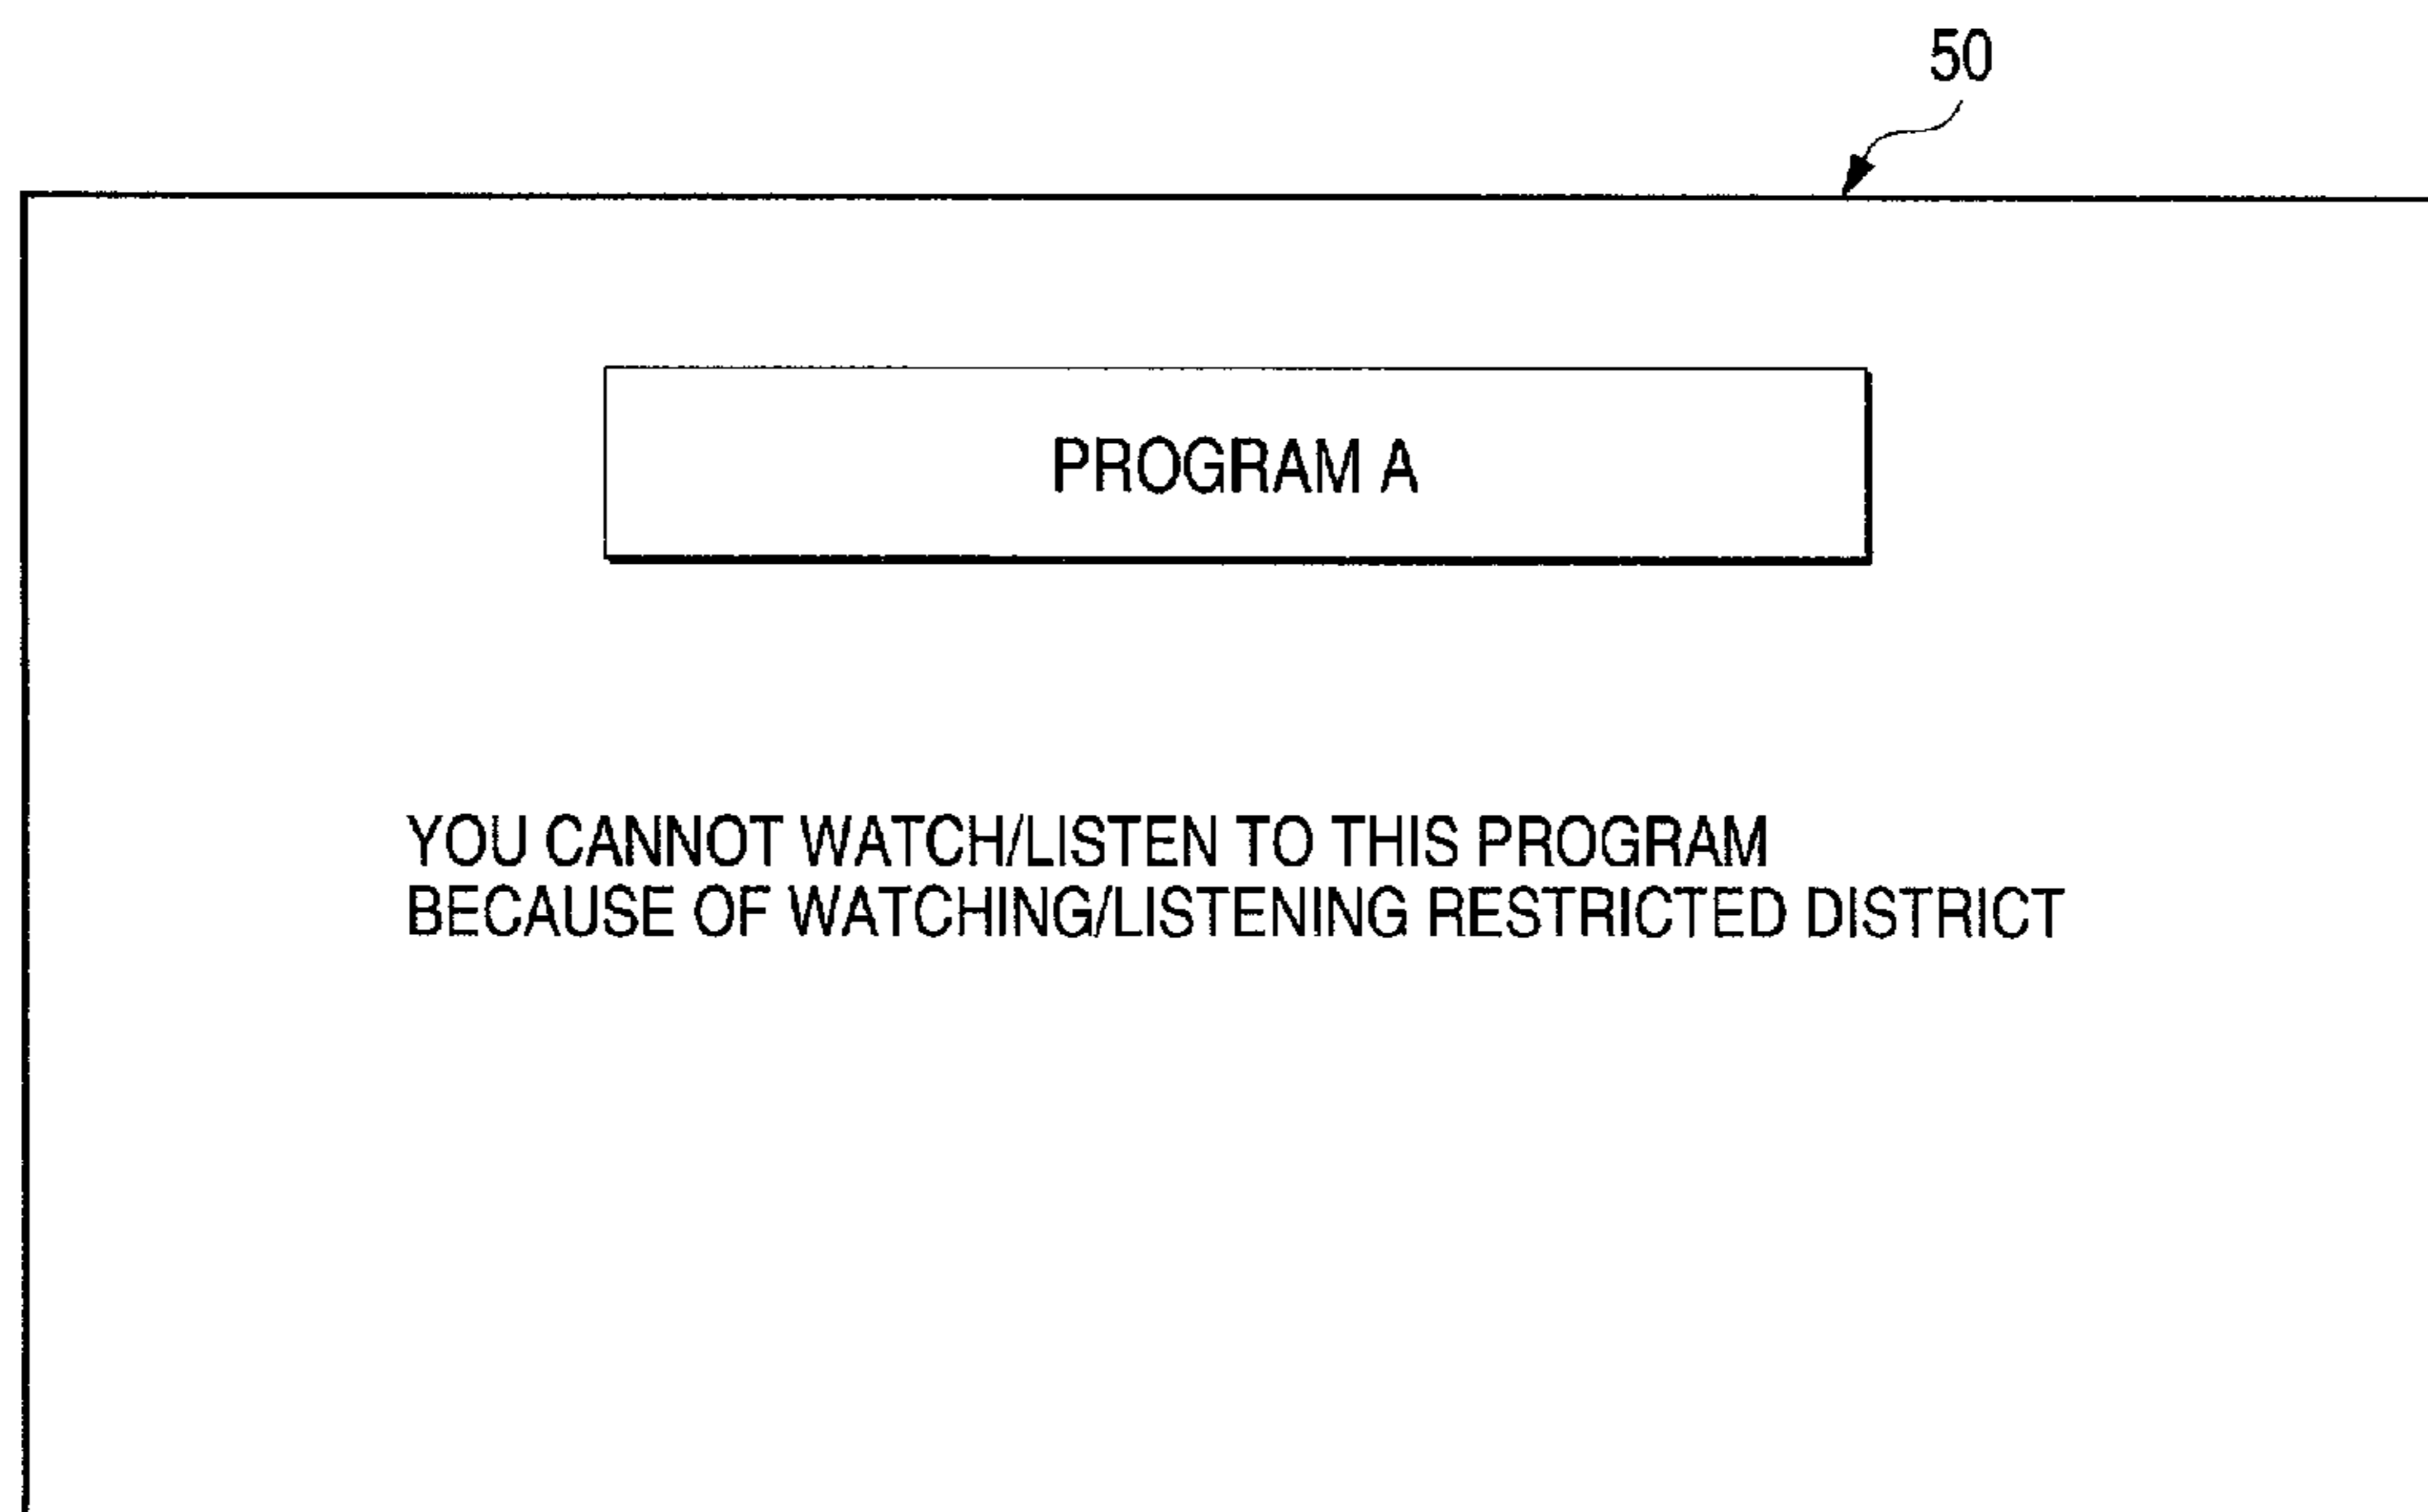 50
PROGRAM A
YOU CANNOT WATCH/LISTEN TO THIS PROGRAM
BECAUSE OF WATCHING/LISTENING RESTRICTED DISTRICT